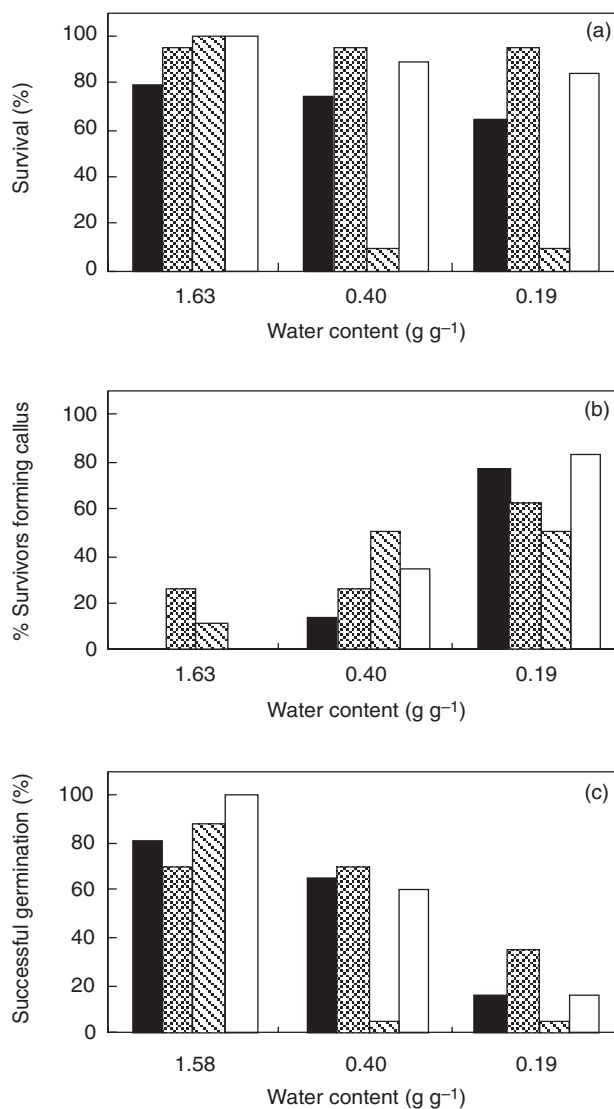 (a)
Survival (%)
100
80
60
40
20
0
1.63 0.40 0.19
Water content (g g⁻¹)
(b)
% Survivors forming callus
100
80
60
40
20
0
1.63 0.40 0.19
Water content (g g⁻¹)
(c)
Successful germination (%)
100
80
60
40
20
0
1.58 0.40 0.19
Water content (g g⁻¹)